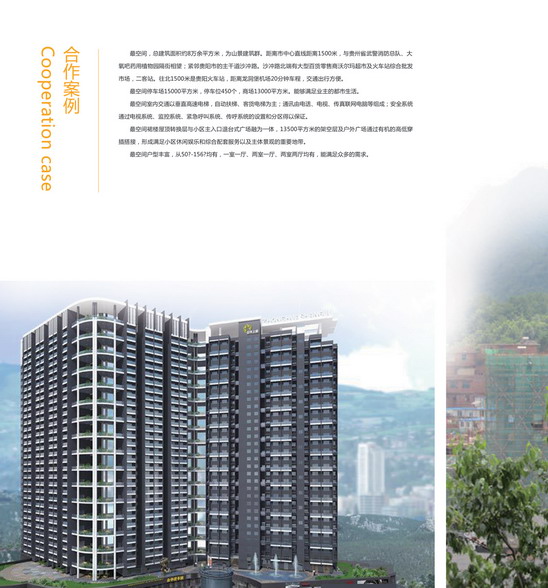 合作案例
Cooperation case
最空间，总建筑面积约8万余平方米，为山景建筑群。距离市中心直线距离1500米，与贵州省武警消防总队、大
氧吧药用植物园隔街相望；紧邻贵阳市的主干道沙冲路。沙冲路北端有大型百货零售商沃尔玛超市及火车站综合批发
市场，二客站。往北1500米是贵阳火车站，距离龙洞堡机场20分钟车程，交通出行方便。
最空间停车场15000平方米，停车位450个，商场13000平方米。能够满足业主的都市生活。
最空间室内交通以垂直高速电梯，自动扶梯、客货电梯为主；通讯由电话、电视、传真联网电脑等组成；安全系统
通过电视系统、监控系统、紧急呼叫系统、传呼系统的设置和分区得以保证。
最空间裙楼屋顶转换层与小区主入口退台式广场融为一体，13500平方米的架空层及户外广场通过有机的高低穿
插搭接，形成满足小区休闲娱乐和综合配套服务以及主体景观的重要地带。
最空间户型丰富，从50?-156?均有，一室一厅、两室一厅、两室两厅均有，能满足众多的需求。